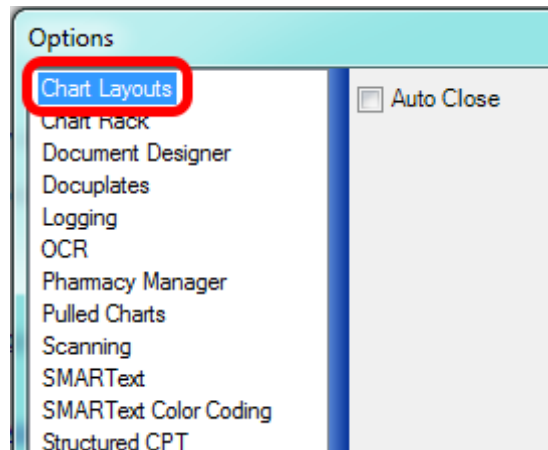 Options
Chart Layouts
Auto Close
Chart Rack
Document Designer
Docuplates
Logging
OCR
Pharmacy Manager
Pulled Charts
Scanning
SMARText
SMARText Color Coding
Structured CPT